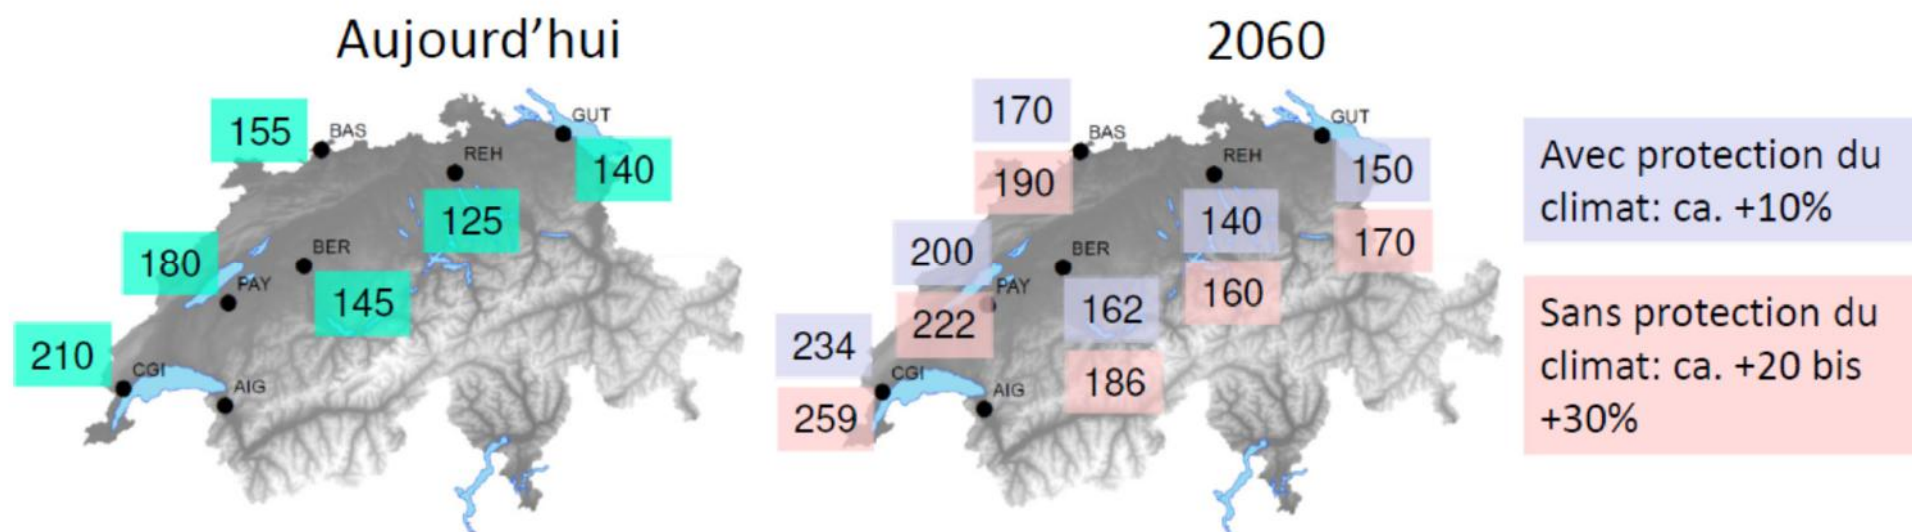 Aujourd'hui
155
BAS
GUT
REH
140
125
BER
180
PAY
145
210
CGI
AIG
2060
170
BAS
GUT
REH
190
150
140
200
BER
170
PAY
160
222
162
234
CGI
AIG
186
259
Avec protection du
climat: ca. +10%
Sans protection du
climat: ca. +20 bis
+30%